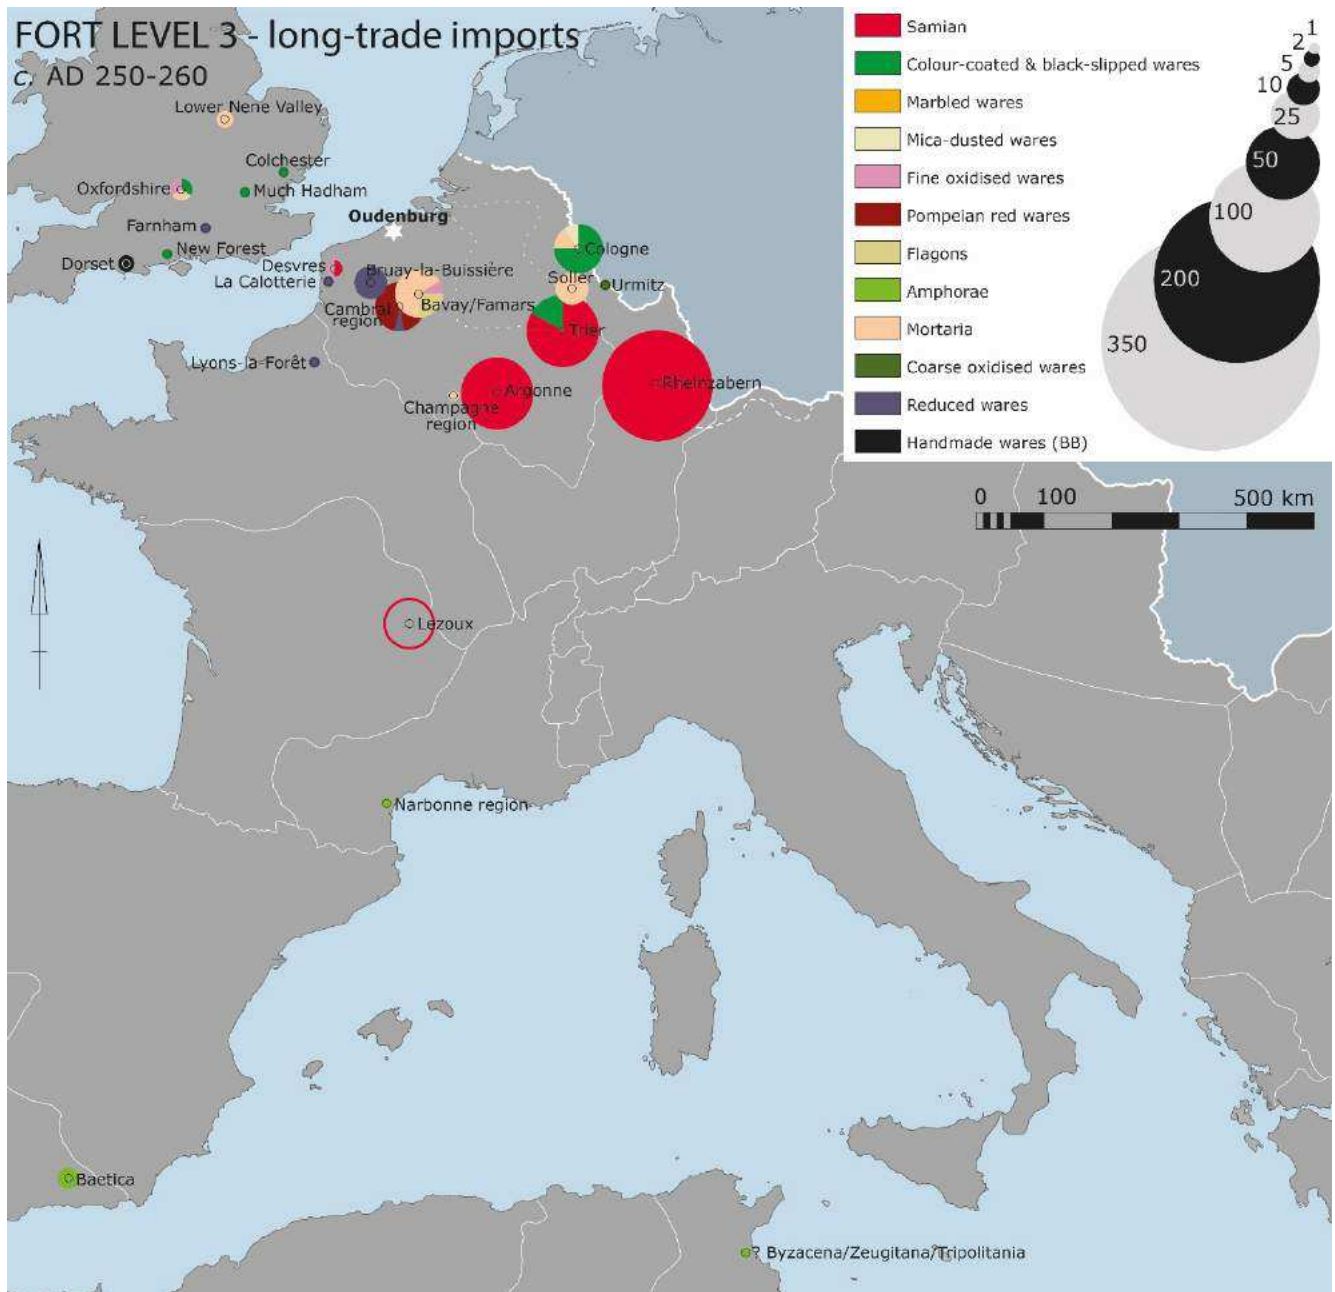 FORT LEVEL 3 - long-trade imports
c. AD 250-260
Samian
Colour-coated & black-slipped wares
Marbled wares
Mica-dusted wares
Fine oxidised wares
Pompeian red wares
Flagons
Amphorae
Mortaria
Coarse oxidised wares
Reduced wares
Handmade wares (BB)
1
2
5
10
25
50
100
200
350
0 100 500 km
Lower Nene Valley
Colchester
Oxfordshire
Much Hadham
Farnham
Oudenburg
New Forest
Dorset
Cologne
Desvres
Bruay-la-Buissière
La Calotterie
Soller
Urmitz
Cambrai
region
Bavay/Famars
Trier
Lyons-la-Forêt
Rheinzabern
Argonne
Champagne
region
Lezoux
Narbonne region
Baetica
? Byzacena/Zeugitana/Tripolitania